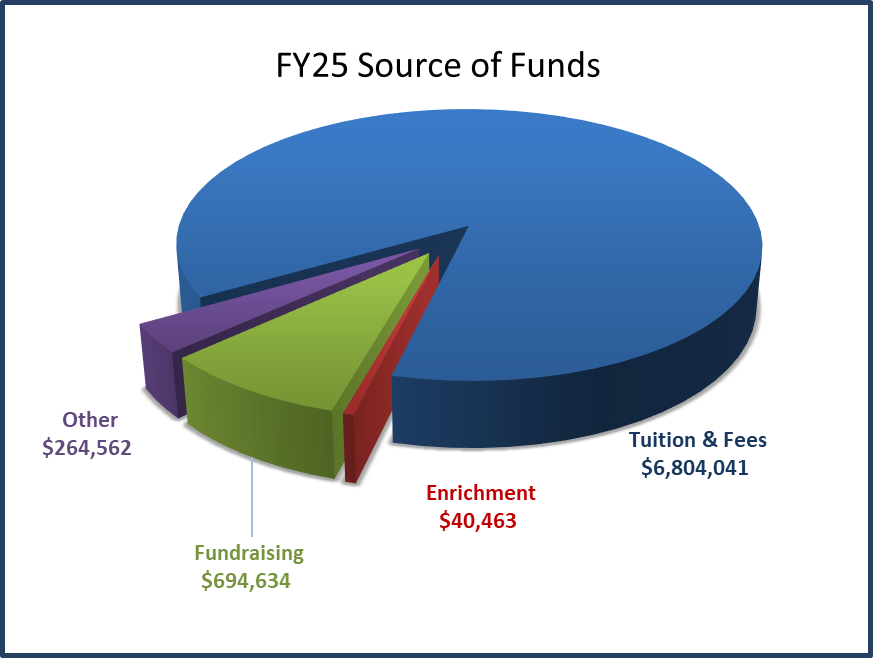 FY25 Source of Funds
Other
$264,562
Tuition & Fees
$6,804,041
Enrichment
$40,463
Fundraising
$694,634